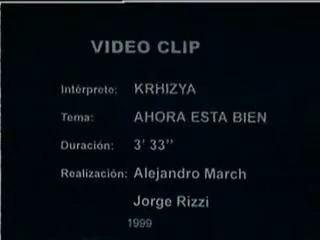 VIDEO CLIP
Intérprete: KRHIZYA
Tema: AHORA ESTA BIEN
Duración: 3' 33"
Realización: Alejandro March
Jorge Rizzi
1999